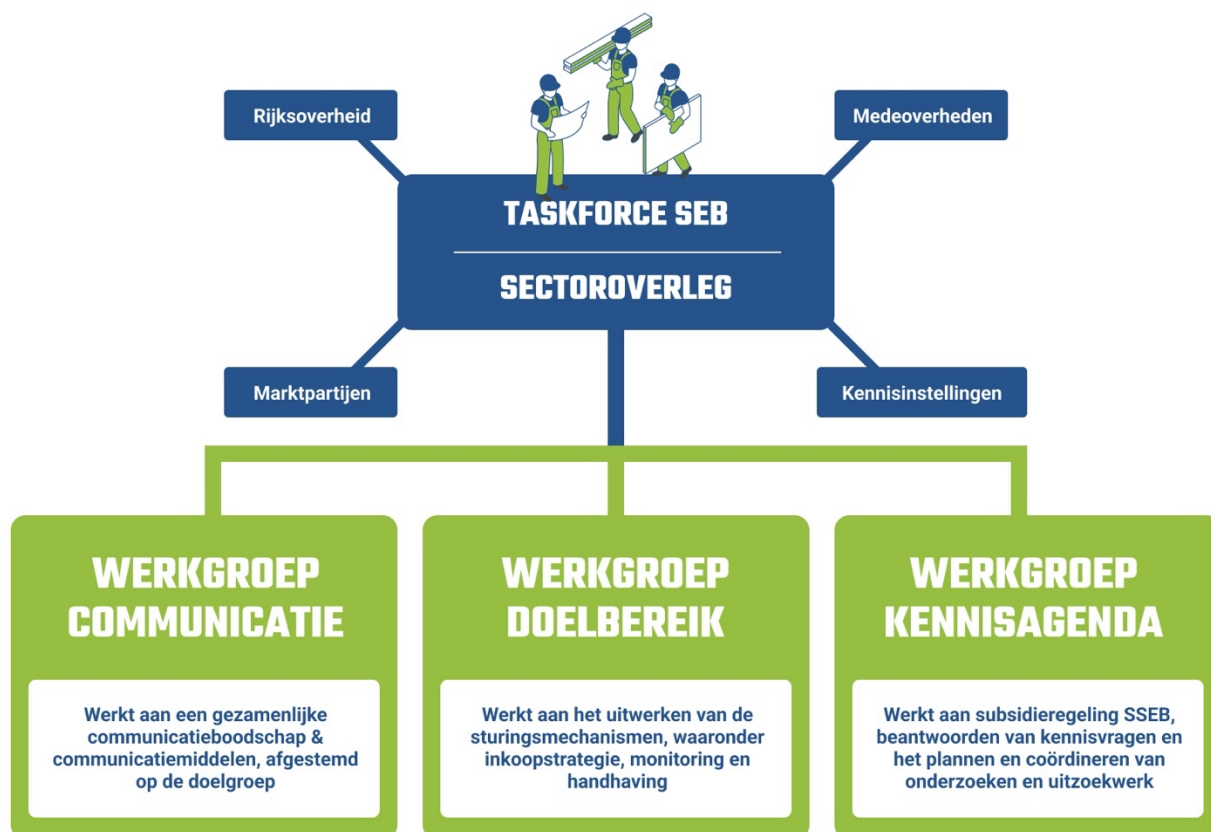 Rijksoverheid
Medeoverheden
TASKFORCE SEB
SECTOROVERLEG
Marktpartijen
Kennisinstellingen
WERKGROEP
COMMUNICATIE
Werkt aan een gezamenlijke
communicatieboodschap &
communicatiemiddelen, afgestemd
op de doelgroep
WERKGROEP
DOELBEREIK
Werkt aan het uitwerken van de
sturingsmechanismen, waaronder
inkoopstrategie, monitoring en
handhaving
WERKGROEP
KENNISAGENDA
Werkt aan subsidieregeling SSEB,
beantwoorden van kennisvragen en
het plannen en coördineren van
onderzoeken en uitzoekwerk